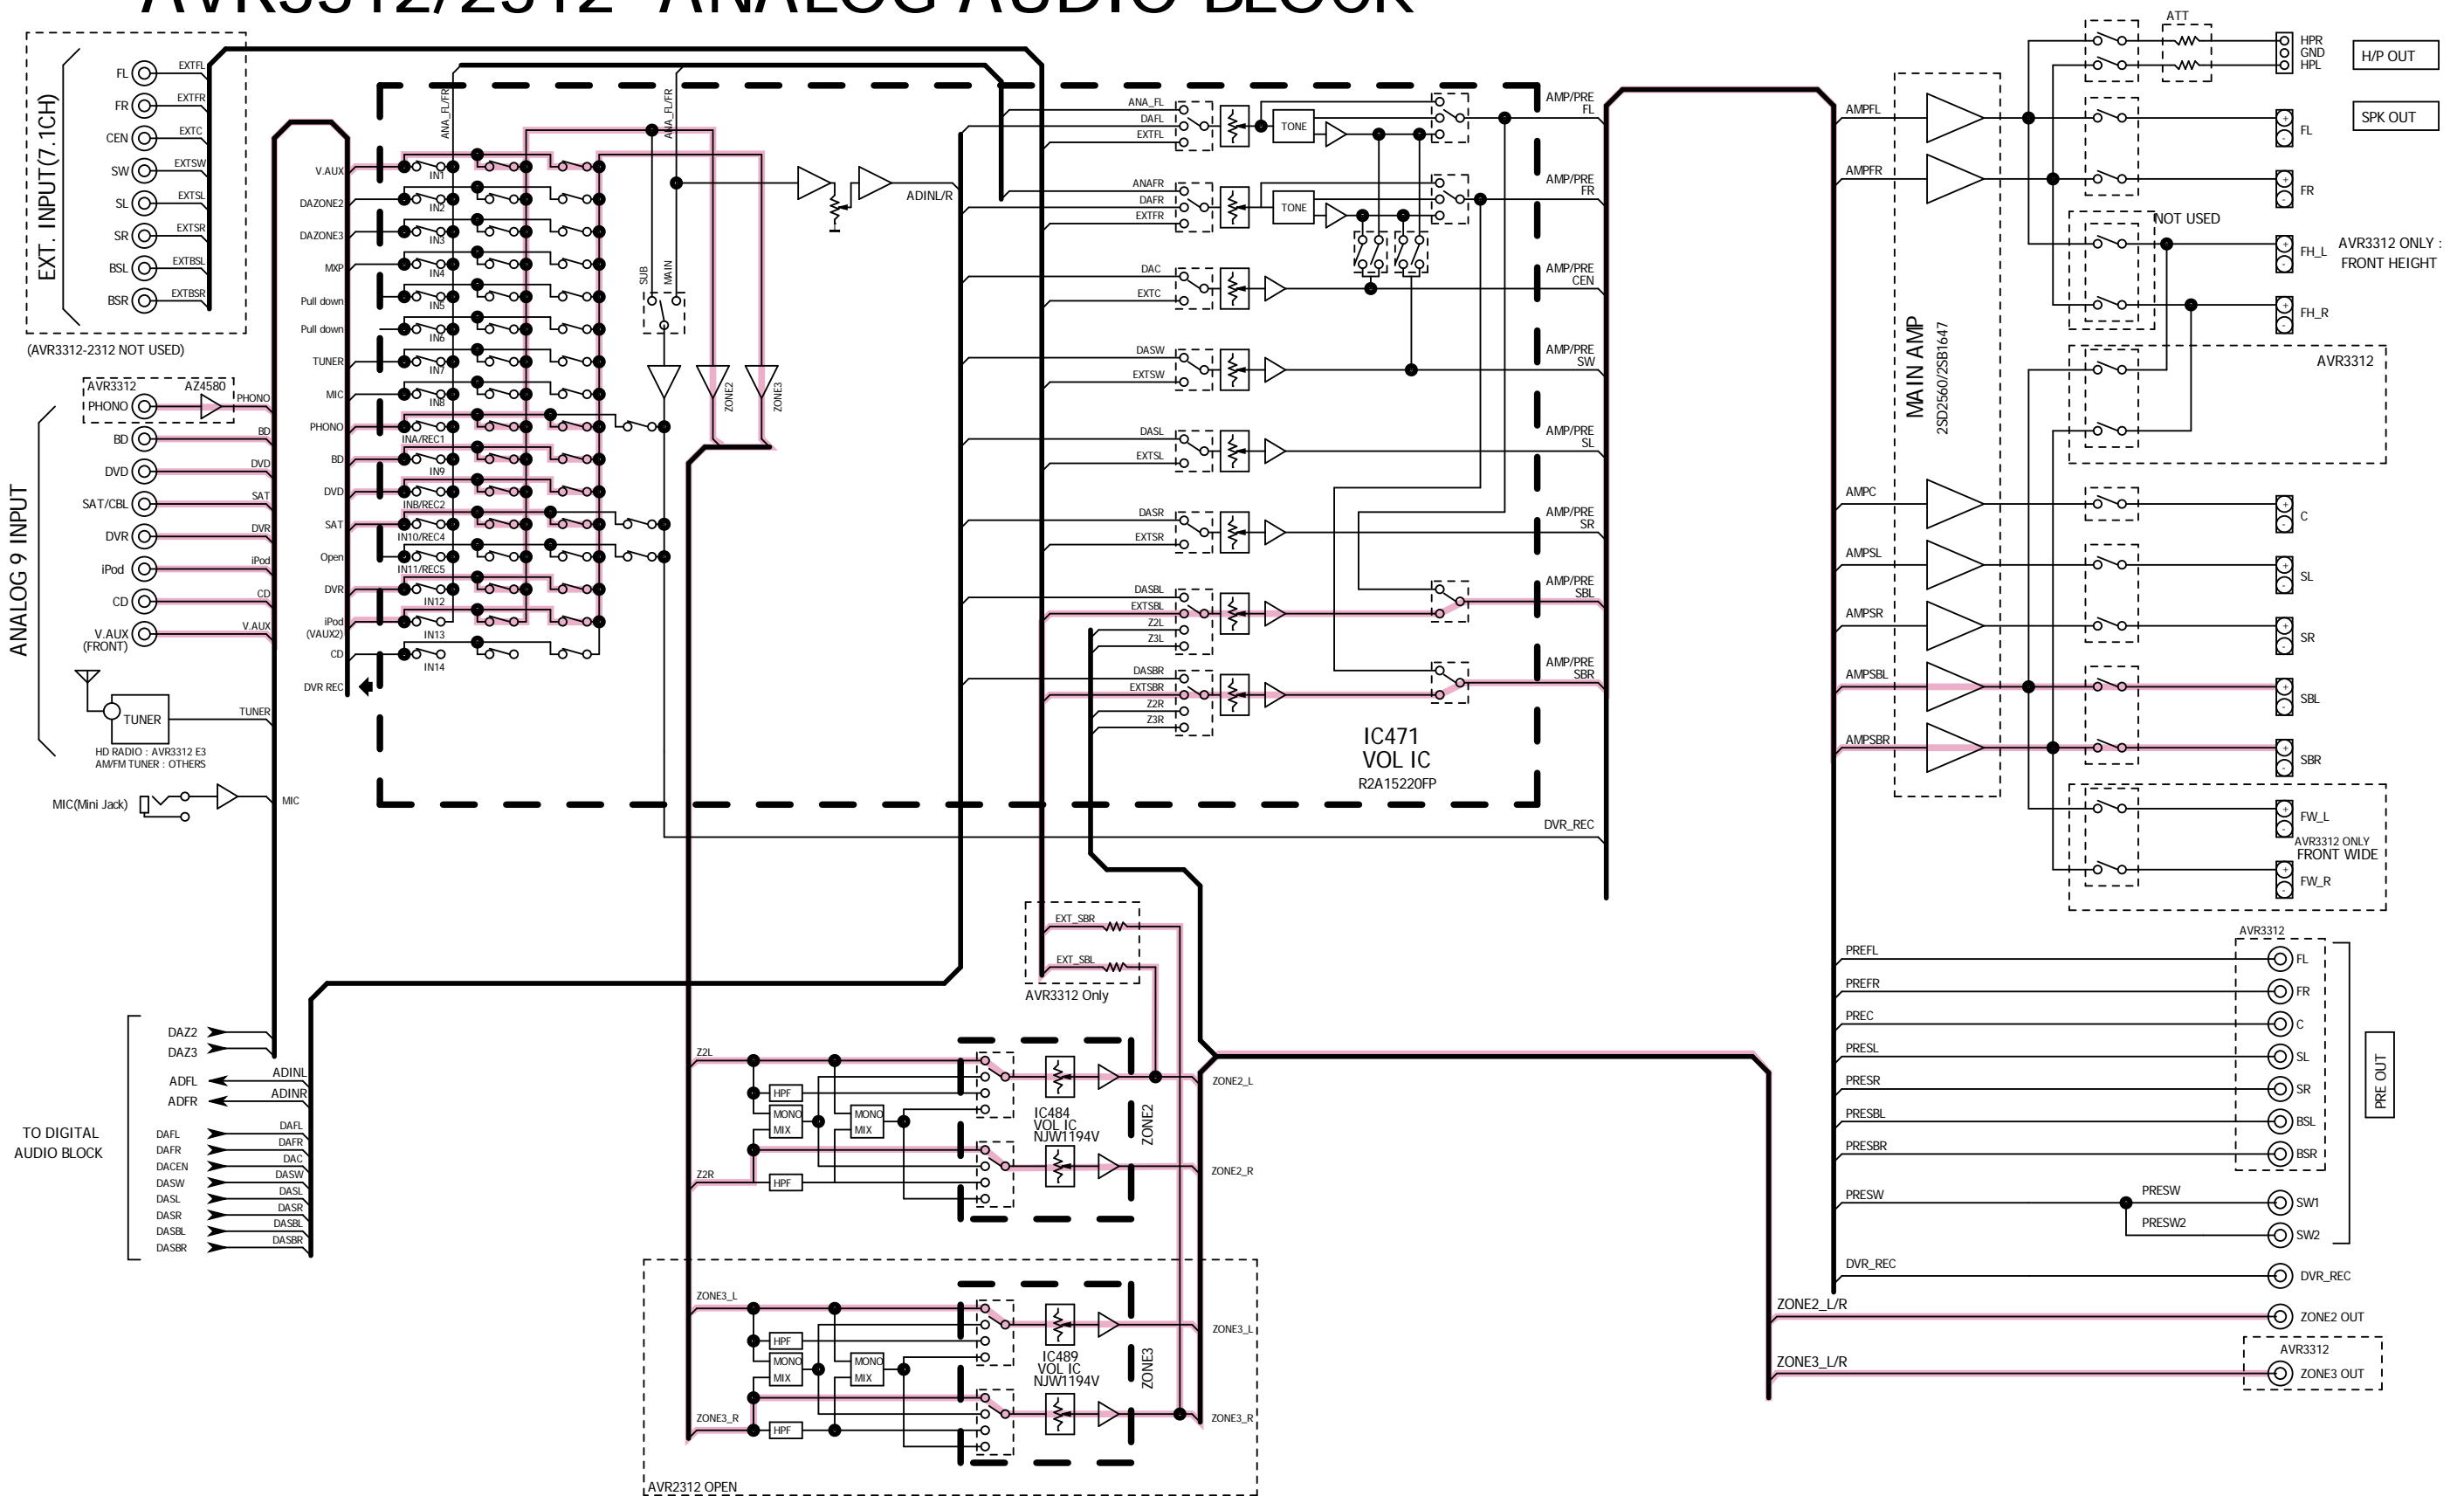 AVR3312/2312 ANALOG AUDIO BLOCK
EXT. INPUT(7.1CH)
FL EXTFL
FR EXTFR
CEN EXTC
SW EXTSW
SL EXTSL
SR EXTSR
BSL EXTBSL
BSR EXTBSR
(AVR3312-2312 NOT USED)
ANALOG 9 INPUT
AVR3312 AZ4580
PHONO PHONO
BD BD
DVD DVD
SAT/CBL SAT
DVR DVR
iPod iPod
CD CD
V.AUX V.AUX
(FRONT)
TUNER TUNER
HD RADIO : AVR3312 E3
AM/FM TUNER : OTHERS
MIC(Mini Jack) MIC
DAZ2
DAZ3
ADFL ADINL
ADFR ADINR
TO DIGITAL
AUDIO BLOCK
DAFL DAFL
DAFR DAFR
DACEN DAC
DASW DASW
DASL DASL
DASR DASR
DASBL DASBL
DASBR DASBR
ANA_FL/FR
ANA_FL/FR
V.AUX IN1
DAZONE2 IN2
DAZONE3 IN3
MXP IN4
Pull down IN5
Pull down IN6
TUNER IN7
MIC IN8
PHONO INA/REC1
BD IN9
DVD INB/REC2
SAT IN10/REC4
Open IN11/REC5
DVR IN12
iPod
(VAUX2) IN13
CD IN14
DVR REC
SUB
MAIN
ZONE2
ZONE3
ADINL/R
ANA_FL
DAFL
EXTFL
TONE
AMP/PRE
FL
ANAFR
DAFR
EXTFR
TONE
AMP/PRE
FR
DAC
EXTC
AMP/PRE
CEN
DASW
EXTSW
AMP/PRE
SW
DASL
EXTSL
AMP/PRE
SL
DASR
EXTSR
AMP/PRE
SR
DASBL
EXTSBL
Z2L
Z3L
AMP/PRE
SBL
DASBR
EXTSBR
Z2R
Z3R
AMP/PRE
SBR
IC471
VOL IC
R2A15220FP
DVR_REC
EXT_SBR
EXT_SBL
AVR3312 Only
Z2L
HPF
MONO
MIX
MONO
MIX
Z2R
HPF
IC484
VOL IC
NJW1194V
ZONE2
ZONE2_L
ZONE2_R
ZONE3_L
HPF
MONO
MIX
MONO
MIX
ZONE3_R
HPF
IC489
VOL IC
NJW1194V
ZONE3
ZONE3_L
ZONE3_R
AVR2312 OPEN
MAIN AMP
2SD2560/2SB1647
AMPFL
AMPFR
AMPC
AMPSL
AMPSR
AMPSBL
AMPSBR
ATT
HPR
GND
HPL
H/P OUT
SPK OUT
+
-
FL
+
-
FR
NOT USED
+
-
FH_L
AVR3312 ONLY :
FRONT HEIGHT
+
-
FH_R
AVR3312
+
-
C
+
-
SL
+
-
SR
+
-
SBL
+
-
SBR
+
-
FW_L
AVR3312 ONLY
FRONT WIDE
+
-
FW_R
AVR3312
PREFL FL
PREFR FR
PREC C
PRESL SL
PRESR SR
PRESBL BSL
PRESBR BSR
PRESW PRESW SW1
PRESW2 SW2
PRE OUT
DVR_REC DVR_REC
ZONE2_L/R ZONE2 OUT
AVR3312
ZONE3_L/R ZONE3 OUT